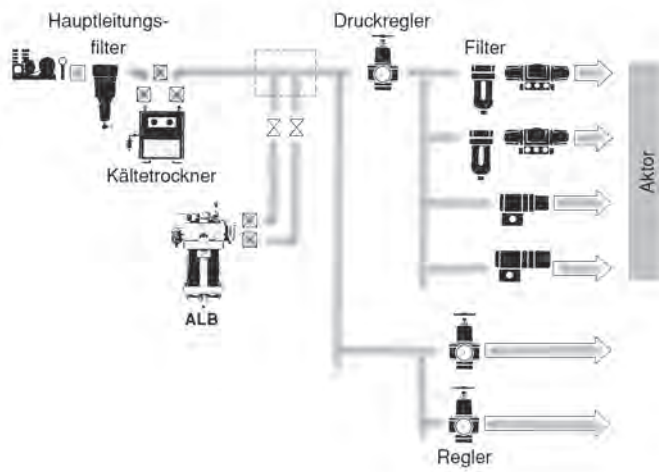 Hauptleitungs-
filter
Druckregler
Filter
Kältetrockner
ALB
Aktor
Regler